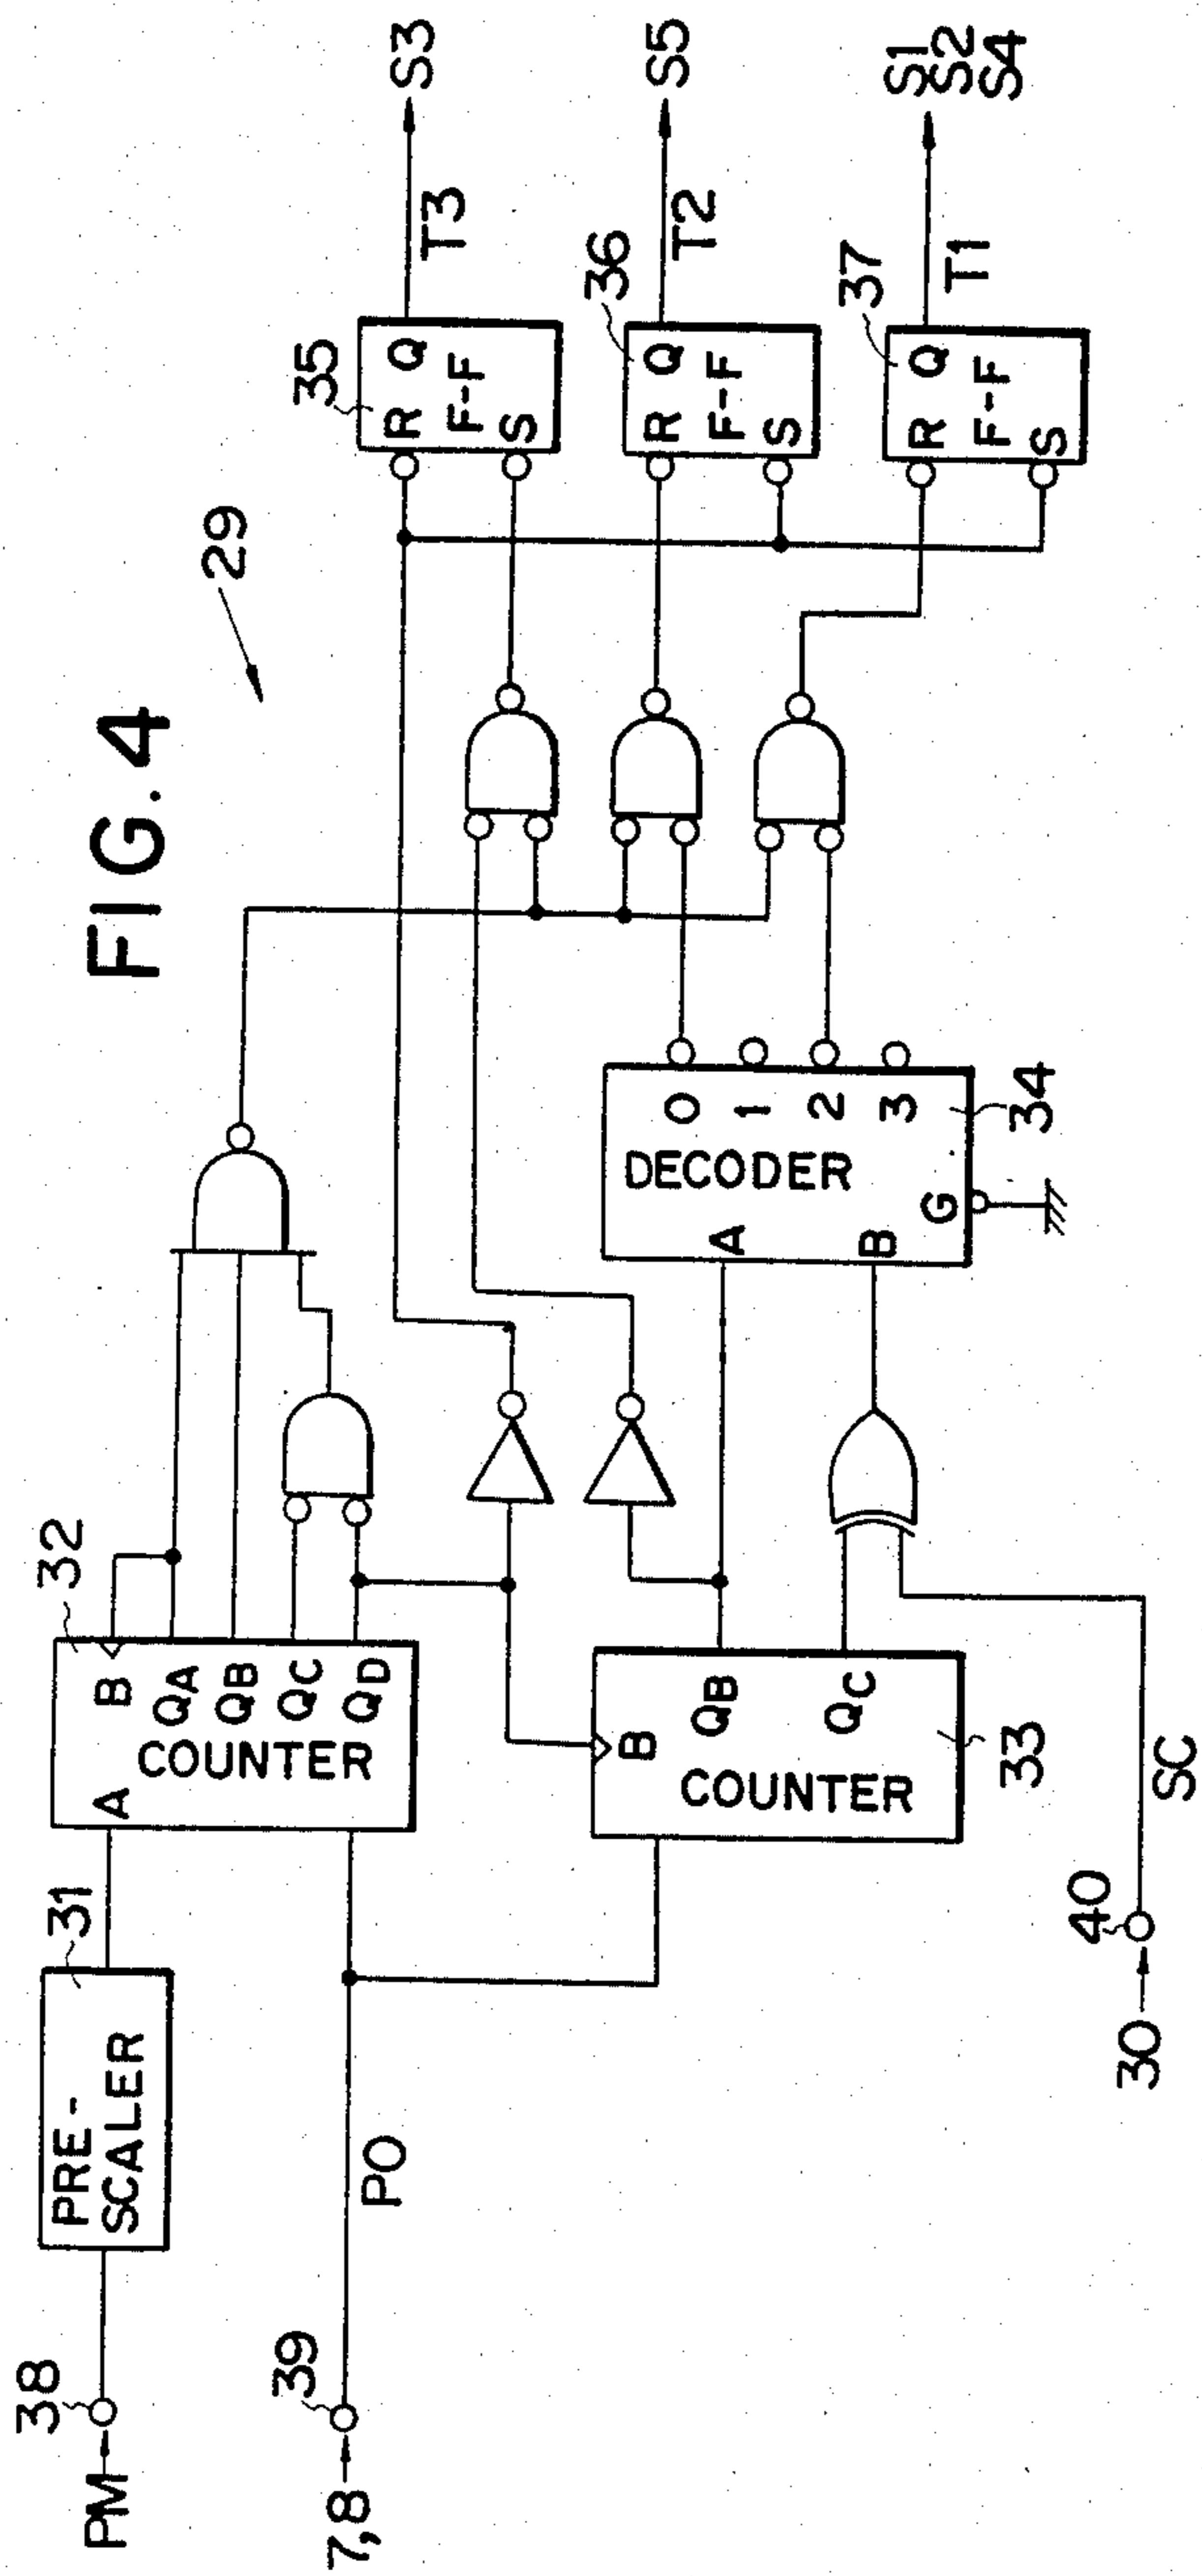 FIG. 4
29
PM
38
PRE-
SCALER
31
A
B
QA
QB
QC
QD
COUNTER
32
7,8
39
PO
B
QB
QC
COUNTER
33
30
40
SC
A
B
G
DECODER
0
1
2
3
34
35
R
Q
F-F
S
T3
S3
36
R
Q
F-F
S
T2
S5
37
R
Q
F-F
S
T1
S1
S2
S4